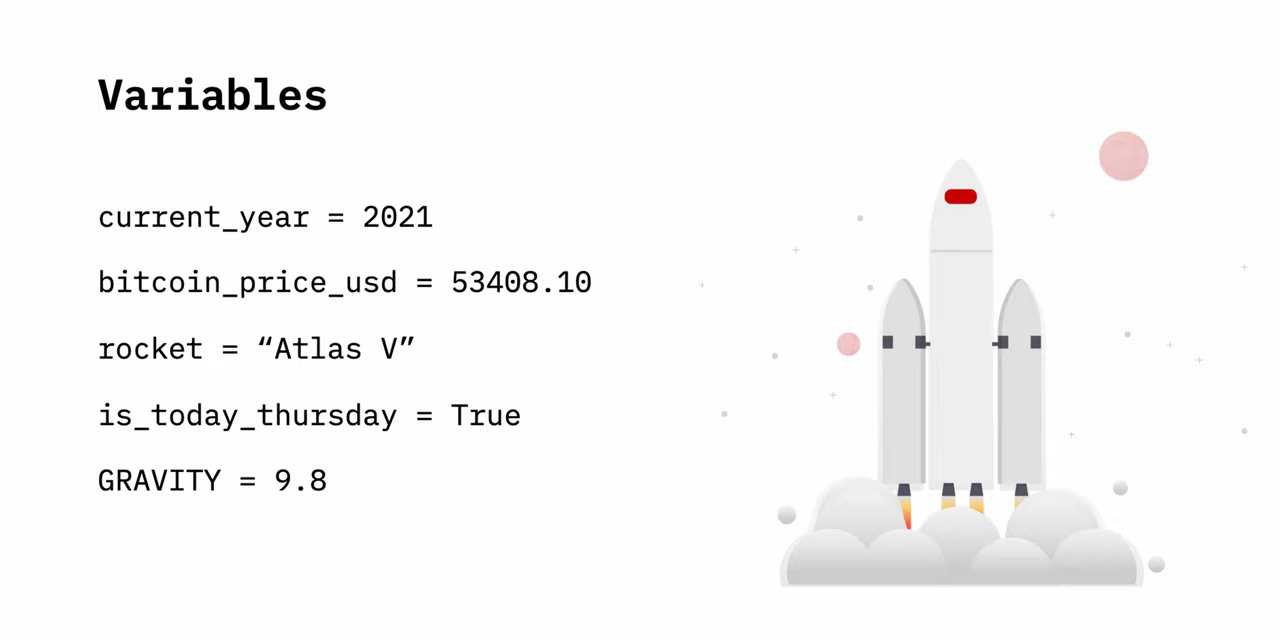 Variables
current_year = 2021
bitcoin_price_usd = 53408.10
rocket = “Atlas V”
is_today_thursday = True
GRAVITY = 9.8